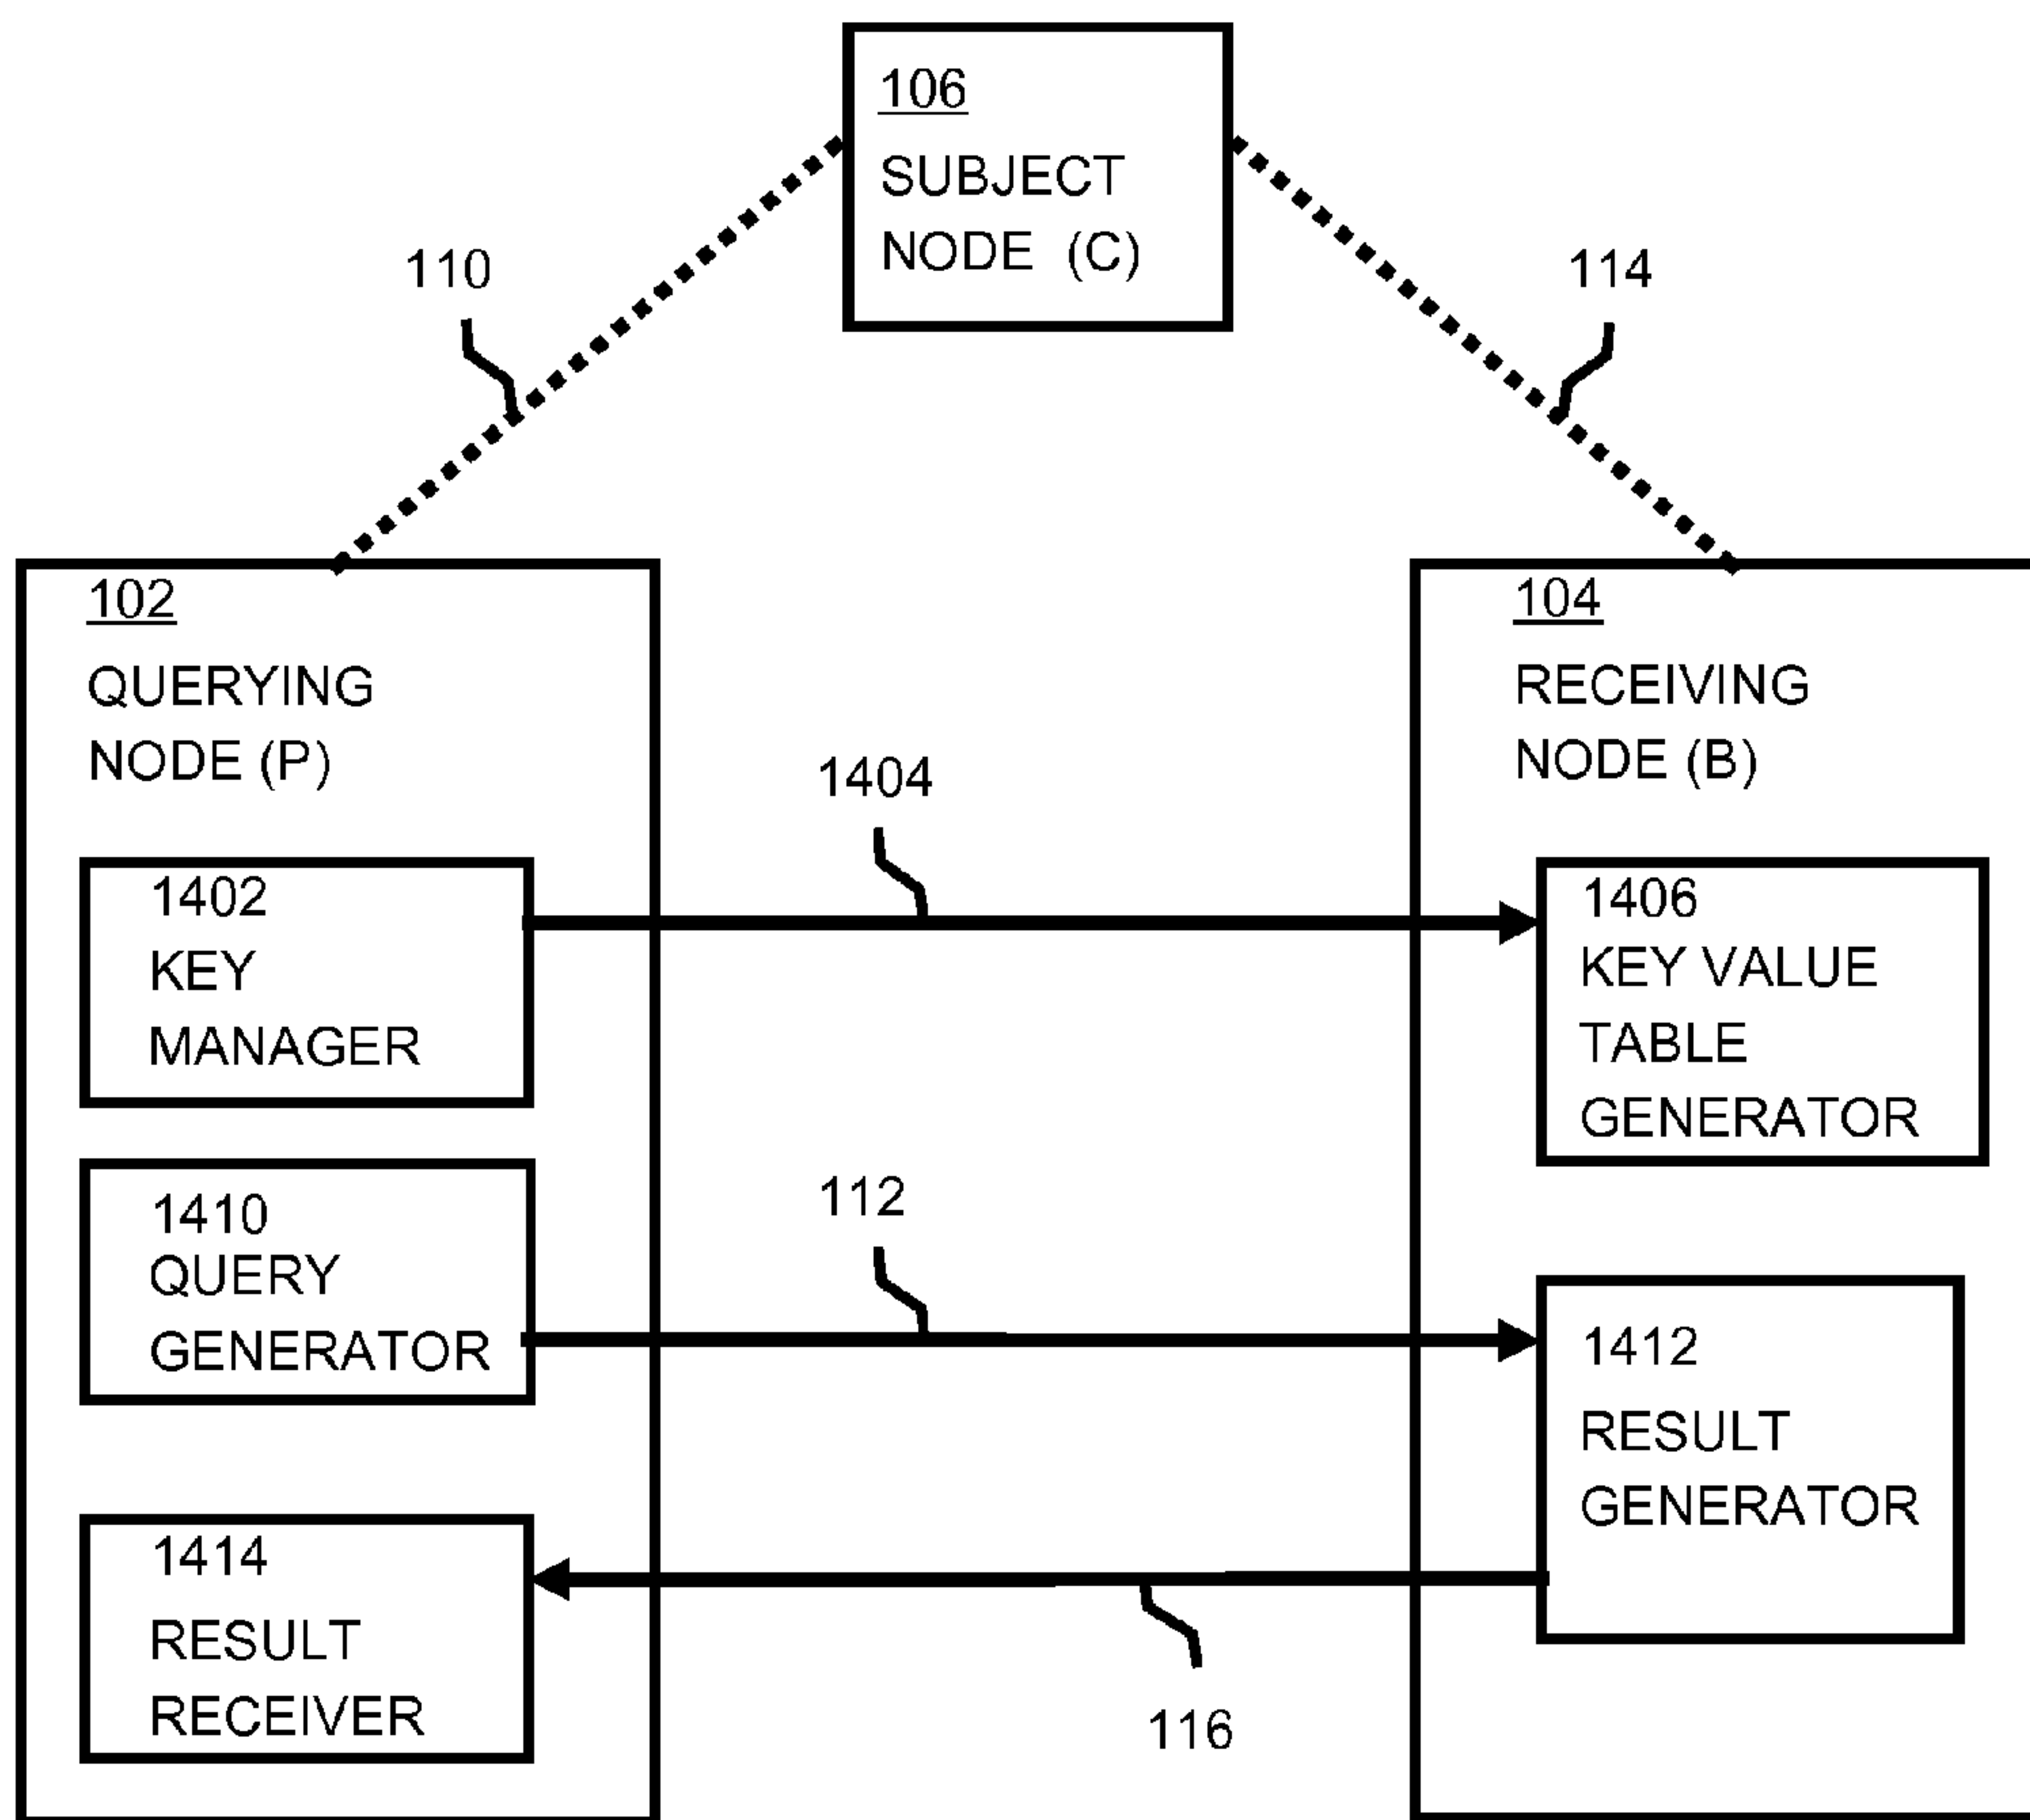 106
SUBJECT
NODE (C)
110
114
102
QUERYING
NODE (P)
104
RECEIVING
NODE (B)
1404
1402
KEY
MANAGER
1406
KEY VALUE
TABLE
GENERATOR
112
1410
QUERY
GENERATOR
1412
RESULT
GENERATOR
1414
RESULT
RECEIVER
116